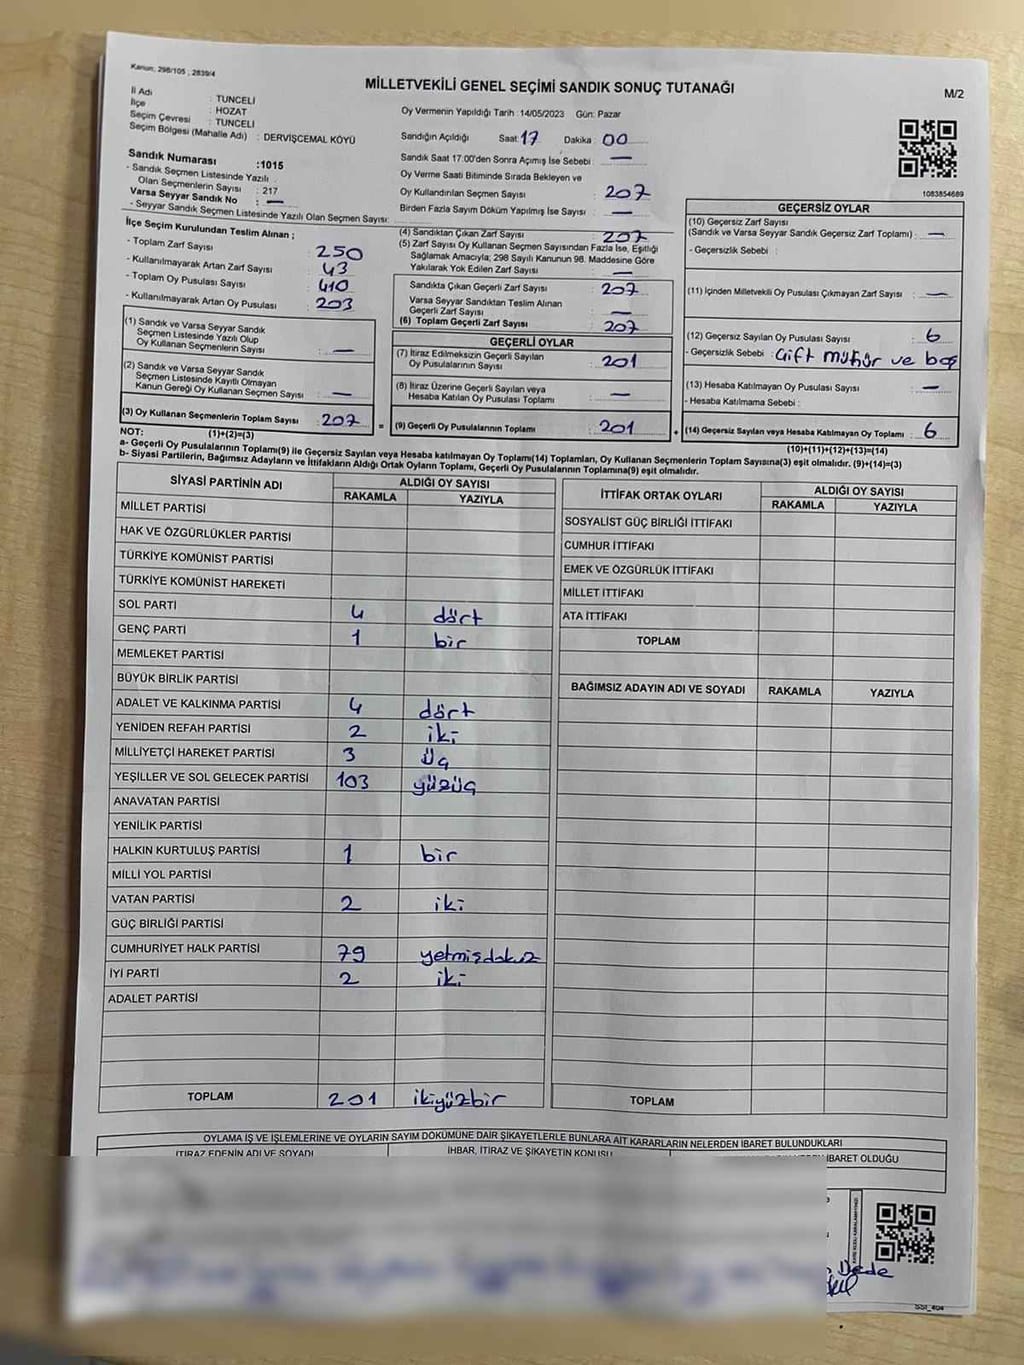 Kanun: 298/105 , 2839/4
MİLLETVEKİLİ GENEL SEÇİMİ SANDIK SONUÇ TUTANAĞI
M/2
İl Adı : TUNCELİ
İlçe : HOZAT
Seçim Çevresi : TUNCELİ
Seçim Bölgesi (Mahalle Adı) : DERVİŞCEMAL KÖYÜ
Sandık Numarası :1015
- Sandık Seçmen Listesinde Yazılı
Olan Seçmenlerin Sayısı : 217
Varsa Seyyar Sandık No : —
- Seyyar Sandık Seçmen Listesinde Yazılı Olan Seçmen Sayısı:
Oy Vermenin Yapıldığı Tarih :14/05/2023 Gün: Pazar
Sandığın Açıldığı Saat: 17 Dakika : 00
Sandık Saat 17:00'den Sonra Açımış İse Sebebi : —
Oy Verme Saati Bitiminde Sırada Bekleyen ve
Oy Kullandırılan Seçmen Sayısı : 207
Birden Fazla Sayım Döküm Yapılmış İse Sayısı : —
1083854689
İlçe Seçim Kurulundan Teslim Alınan ;
- Toplam Zarf Sayısı : 250
- Kullanılmayarak Artan Zarf Sayısı : 43
- Toplam Oy Pusulası Sayısı : 410
- Kullanılmayarak Artan Oy Pusulası : 203
(1) Sandık ve Varsa Seyyar Sandık
Seçmen Listesinde Yazılı Olup
Oy Kullanan Seçmenlerin Sayısı : —
(2) Sandık ve Varsa Seyyar Sandık
Seçmen Listesinde Kayıtlı Olmayan
Kanun Gereği Oy Kullanan Seçmen Sayısı : —
(3) Oy Kullanan Seçmenlerin Toplam Sayısı : 207
(4) Sandıktan Çıkan Zarf Sayısı : 207
(5) Zarf Sayısı Oy Kullanan Seçmen Sayısından Fazla İse, Eşitliği
Sağlamak Amacıyla; 298 Sayılı Kanunun 98. Maddesine Göre
Yakılarak Yok Edilen Zarf Sayısı : —
Sandıkta Çıkan Geçerli Zarf Sayısı : 207
Varsa Seyyar Sandıktan Teslim Alınan
Geçerli Zarf Sayısı : —
(6) Toplam Geçerli Zarf Sayısı : 207
GEÇERLİ OYLAR
(7) İtiraz Edilmeksizin Geçerli Sayılan
Oy Pusulalarının Sayısı : 201
(8) İtiraz Üzerine Geçerli Sayılan veya
Hesaba Katılan Oy Pusulası Toplamı : —
= (9) Geçerli Oy Pusulalarının Toplamı : 201
GEÇERSİZ OYLAR
(10) Geçersiz Zarf Sayısı
(Sandık ve Varsa Seyyar Sandık Geçersiz Zarf Toplamı) : —
- Geçersizlik Sebebi :
(11) İçinden Milletvekili Oy Pusulası Çıkmayan Zarf Sayısı : —
(12) Geçersiz Sayılan Oy Pusulası Sayısı : 6
- Geçersizlik Sebebi : Çift mühür ve boş
(13) Hesaba Katılmayan Oy Pusulası Sayısı : —
- Hesaba Katılmama Sebebi :
+ (14) Geçersiz Sayılan veya Hesaba Katılmayan Oy Toplamı : 6
NOT: (1)+(2)=(3)
(10)+(11)+(12)+(13)=(14)
a- Geçerli Oy Pusulalarının Toplamı(9) ile Geçersiz Sayılan veya Hesaba katılmayan Oy Toplamı(14) Toplamları, Oy Kullanan Seçmenlerin Toplam Sayısına(3) eşit olmalıdır. (9)+(14)=(3)
b- Siyasi Partilerin, Bağımsız Adayların ve İttifakların Aldığı Ortak Oyların Toplamı, Geçerli Oy Pusulalarının Toplamına(9) eşit olmalıdır.
SİYASİ PARTİNİN ADI ALDIĞI OY SAYISI
RAKAMLA YAZIYLA
MİLLET PARTİSİ
HAK VE ÖZGÜRLÜKLER PARTİSİ
TÜRKİYE KOMÜNİST PARTİSİ
TÜRKİYE KOMÜNİST HAREKETİ
SOL PARTİ 4 dört
GENÇ PARTİ 1 bir
MEMLEKET PARTİSİ
BÜYÜK BİRLİK PARTİSİ
ADALET VE KALKINMA PARTİSİ 4 dört
YENİDEN REFAH PARTİSİ 2 iki
MİLLİYETÇİ HAREKET PARTİSİ 3 üç
YEŞİLLER VE SOL GELECEK PARTİSİ 103 yüzüç
ANAVATAN PARTİSİ
YENİLİK PARTİSİ
HALKIN KURTULUŞ PARTİSİ 1 bir
MİLLİ YOL PARTİSİ
VATAN PARTİSİ 2 iki
GÜÇ BİRLİĞİ PARTİSİ
CUMHURİYET HALK PARTİSİ 79 yetmişdokuz
İYİ PARTİ 2 iki
ADALET PARTİSİ
TOPLAM 201 ikiyüzbir
İTTİFAK ORTAK OYLARI ALDIĞI OY SAYISI
RAKAMLA YAZIYLA
SOSYALİST GÜÇ BİRLİĞİ İTTİFAKI
CUMHUR İTTİFAKI
EMEK VE ÖZGÜRLÜK İTTİFAKI
MİLLET İTTİFAKI
ATA İTTİFAKI
TOPLAM
BAĞIMSIZ ADAYIN ADI VE SOYADI RAKAMLA YAZIYLA
TOPLAM
OYLAMA İŞ VE İŞLEMLERİNE VE OYLARIN SAYIM DÖKÜMÜNE DAİR ŞİKAYETLERLE BUNLARA AİT KARARLARIN NELERDEN İBARET BULUNDUKLARI
İTİRAZ EDENİN ADI VE SOYADI İHBAR, İTİRAZ VE ŞİKAYETİN KONUSU İBARET OLDUĞU
Dede
SSİ_404